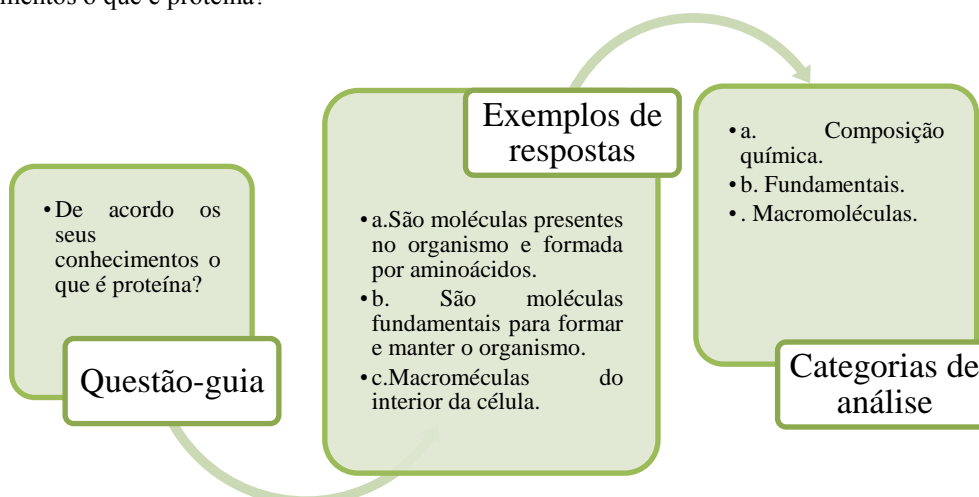 mentos o que é proteína?
• De acordo os
seus
conhecimentos o
que é proteína?
Questão-guia
Exemplos de
respostas
• a.São moléculas presentes
no organismo e formada
por aminoácidos.
• b. São moléculas
fundamentais para formar
e manter o organismo.
• c.Macroméculas do
interior da célula.
• a. Composição
química.
• b. Fundamentais.
• . Macromoléculas.
Categorias de
análise